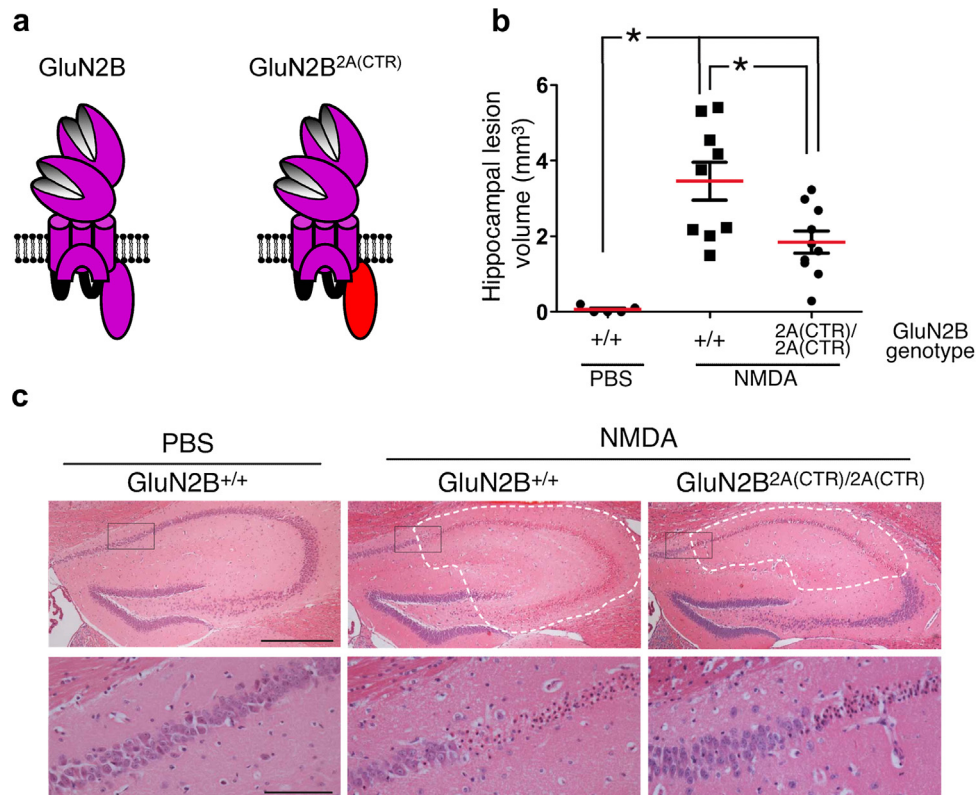 a
GluN2B
GluN2B2A(CTR)
b
*
*
Hippocampal lesion
volume (mm3)
6
4
2
0
+/+
+/+
2A(CTR)/
2A(CTR)
GluN2B
genotype
PBS
NMDA
c
PBS
NMDA
GluN2B+/+
GluN2B+/+
GluN2B2A(CTR)/2A(CTR)